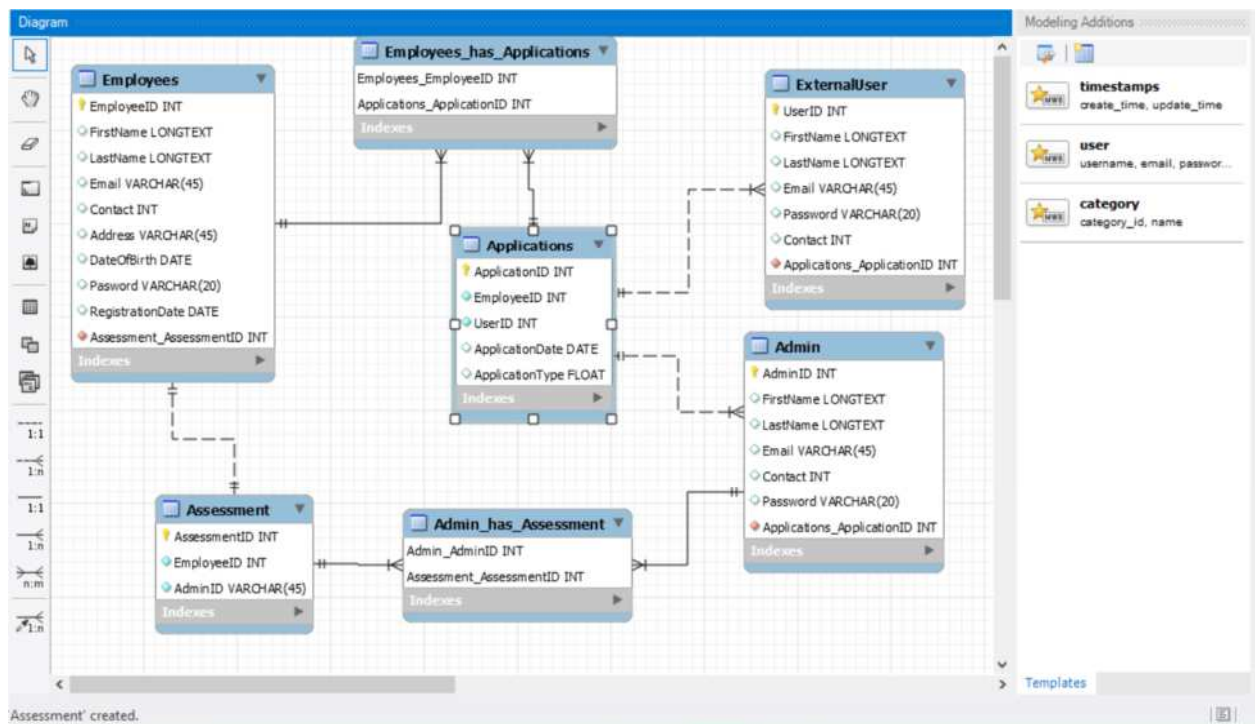 Diagram
Modeling Additions
Employees_has_Applications
Employees_EmployeeID INT
Applications_ApplicationID INT
Indexes
Employees
EmployeeID INT
FirstName LONGTEXT
LastName LONGTEXT
Email VARCHAR(45)
Contact INT
Address VARCHAR(45)
DateOfBirth DATE
Pasword VARCHAR(20)
RegistrationDate DATE
Assessment_AssessmentID INT
Indexes
ExternalUser
UserID INT
FirstName LONGTEXT
LastName LONGTEXT
Email VARCHAR(45)
Password VARCHAR(20)
Contact INT
Applications_ApplicationID INT
Indexes
Applications
ApplicationID INT
EmployeeID INT
UserID INT
ApplicationDate DATE
ApplicationType FLOAT
Indexes
Admin
AdminID INT
FirstName LONGTEXT
LastName LONGTEXT
Email VARCHAR(45)
Contact INT
Password VARCHAR(20)
Applications_ApplicationID INT
Indexes
Assessment
AssessmentID INT
EmployeeID INT
AdminID VARCHAR(45)
Indexes
Admin_has_Assessment
Admin_AdminID INT
Assessment_AssessmentID INT
Indexes
1:1
1:n
1:1
1:n
n:m
1:n
timestamps
create_time, update_time
user
username, email, passwor...
category
category_id, name
Templates
'Assessment' created.